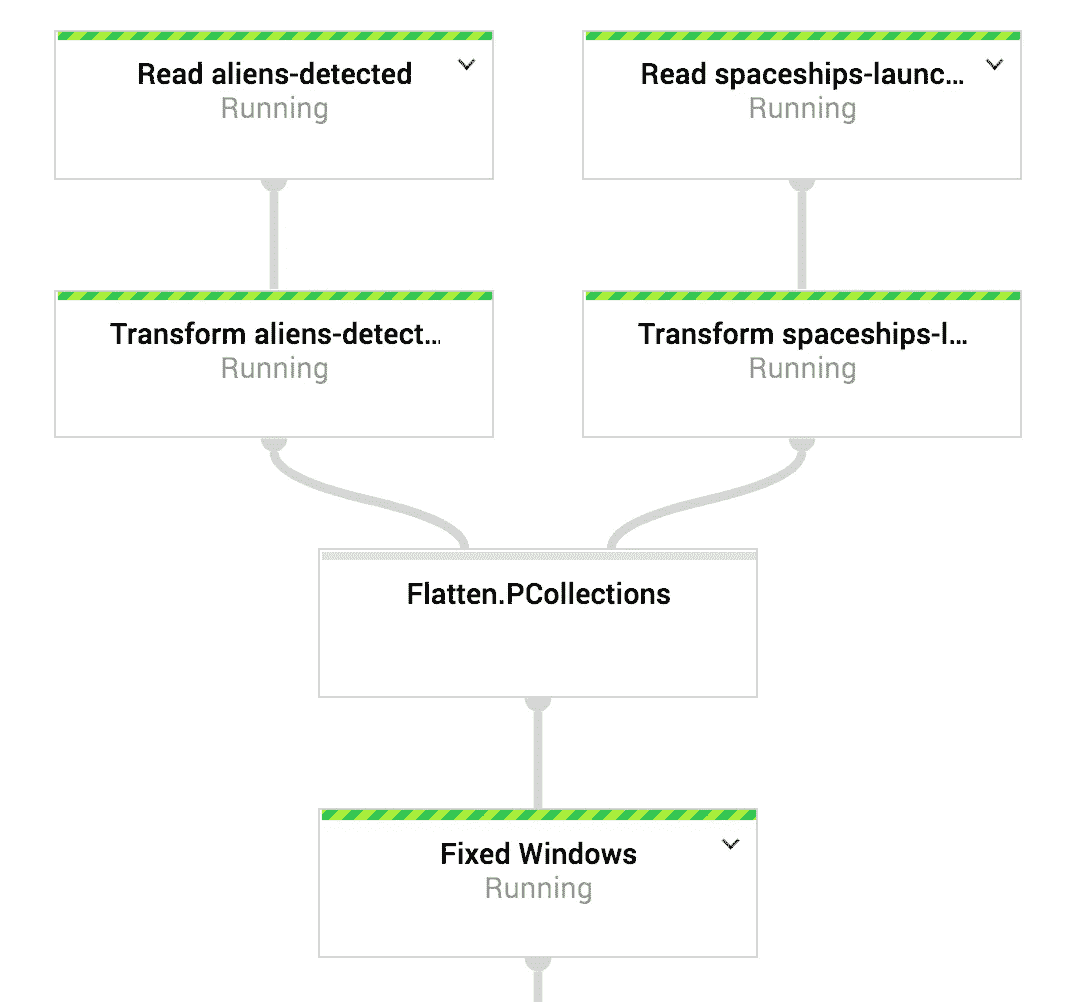 Read aliens-detected
Running
Read spaceships-launc...
Running
Transform aliens-detect...
Running
Transform spaceships-l...
Running
Flatten.PCollections
Fixed Windows
Running